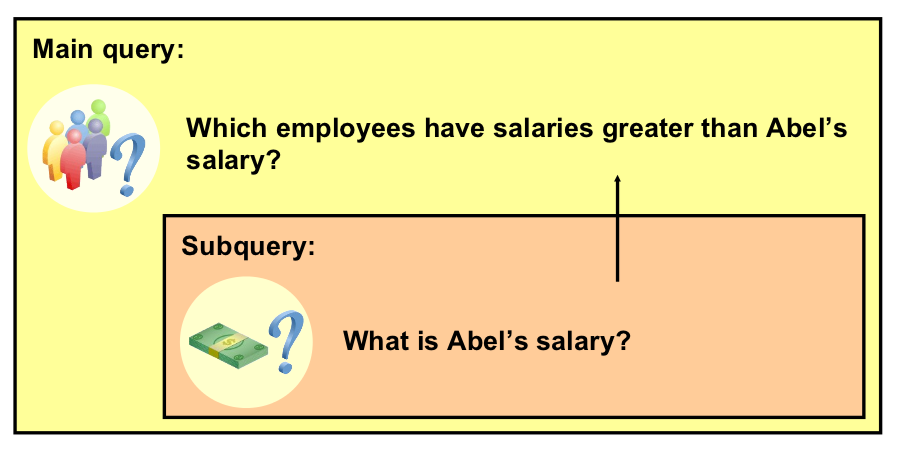 Main query:
Which employees have salaries greater than Abel’s
salary?
Subquery:
What is Abel’s salary?